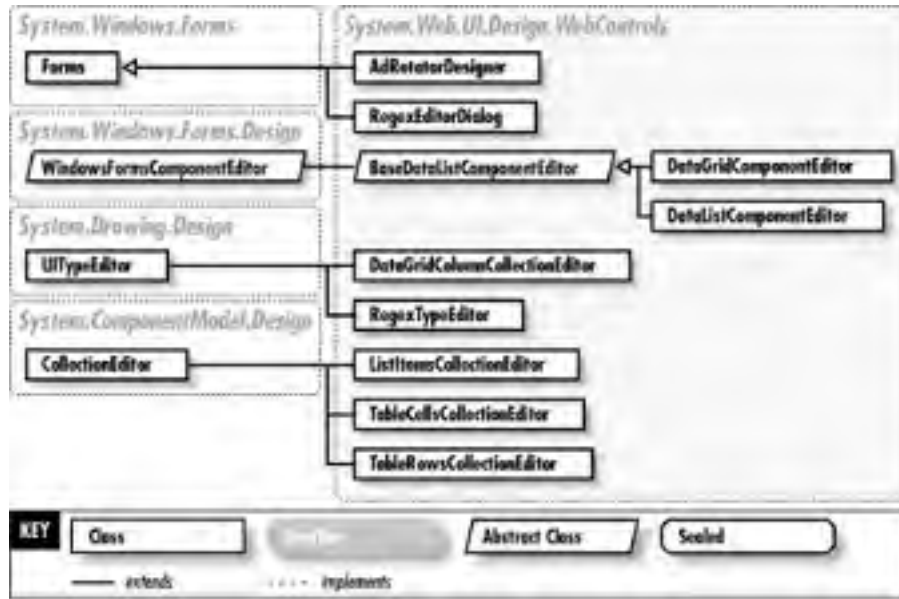 System.Windows.Forms
Forms
System.Windows.Forms.Design
WindowsFormsComponentEditor
System.Drawing.Design
UITypeEditor
System.ComponentModel.Design
CollectionEditor
System.Web.UI.Design.WebControls
AdRotatorDesigner
RegexEditorDialog
BaseDataListComponentEditor
DataGridComponentEditor
DataListComponentEditor
DataGridColumnCollectionEditor
RegexTypeEditor
ListItemsCollectionEditor
TableCellsCollectionEditor
TableRowsCollectionEditor
KEY
Class
Abstract Class
Sealed
extends
implements